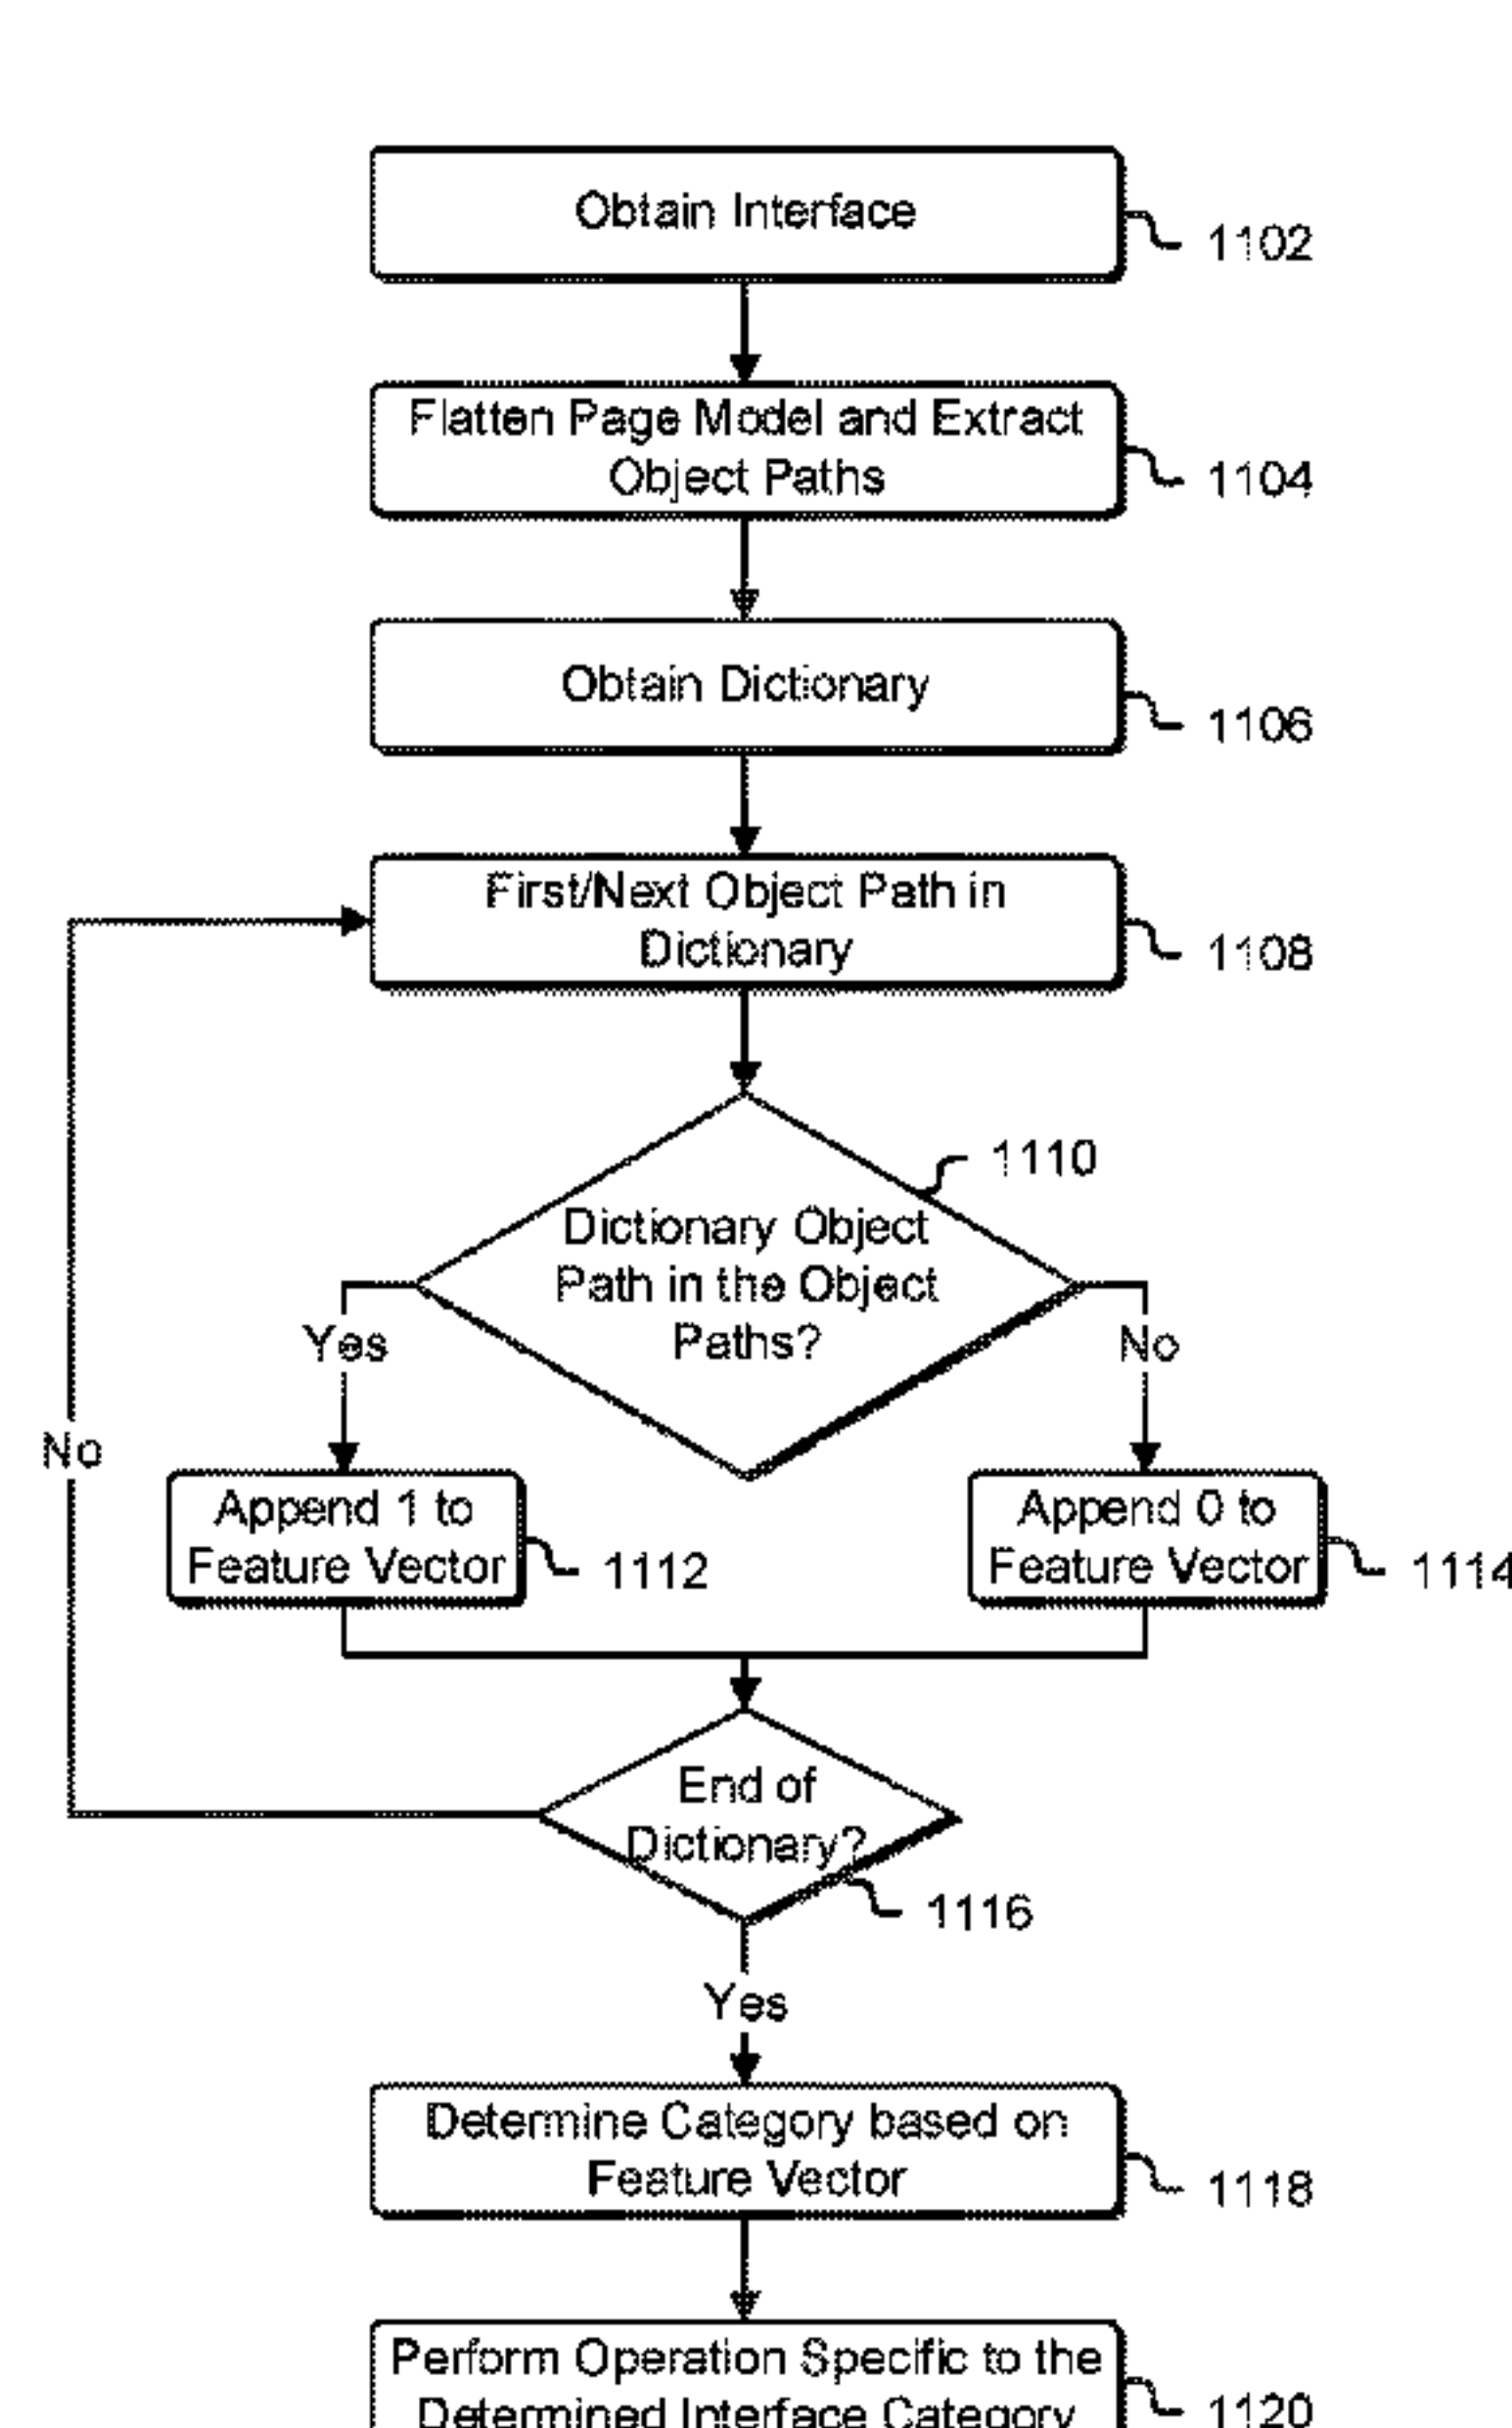 Obtain Interface
1102
Flatten Page Model and Extract
Object Paths
1104
Obtain Dictionary
1106
First/Next Object Path in
Dictionary
1108
1110
Dictionary Object
Path in the Object
Paths?
Yes
No
No
Append 1 to
Feature Vector
1112
Append 0 to
Feature Vector
1114
End of
Dictionary?
1116
Yes
Determine Category based on
Feature Vector
1118
Perform Operation Specific to the
Determined Interface Category
1120